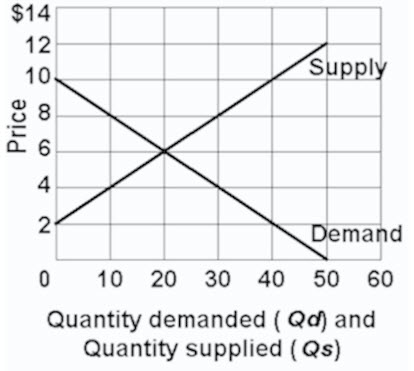 $14
12
10
8
6
4
2
Price
Supply
Demand
0 10 20 30 40 50 60
Quantity demanded ( Qd) and
Quantity supplied ( Qs)